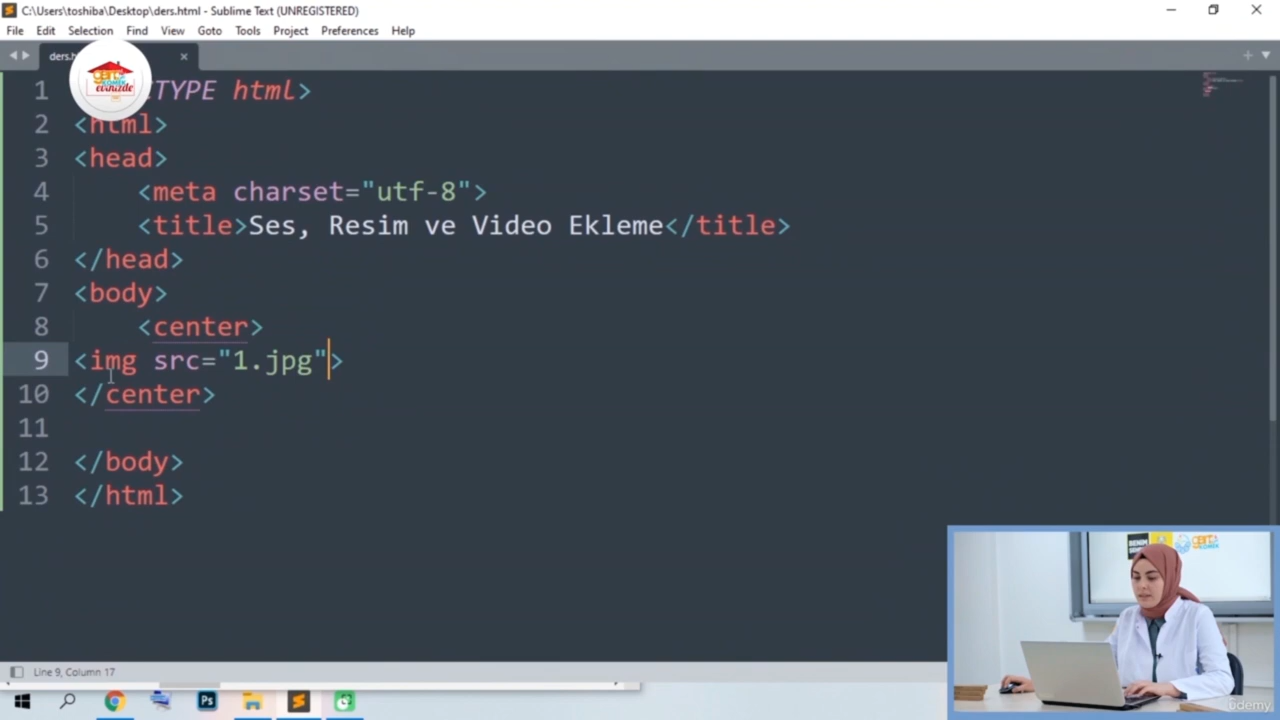 C:\Users\toshiba\Desktop\ders.html - Sublime Text (UNREGISTERED)
File Edit Selection Find View Goto Tools Project Preferences Help
ders.h
1 TYPE html>
2 <html>
3 <head>
4 <meta charset="utf-8">
5 <title>Ses, Resim ve Video Ekleme</title>
6 </head>
7 <body>
8 <center>
9 <img src="1.jpg">
10 </center>
11
12 </body>
13 </html>
evinizde
Line 9, Column 17
Ps
udemy